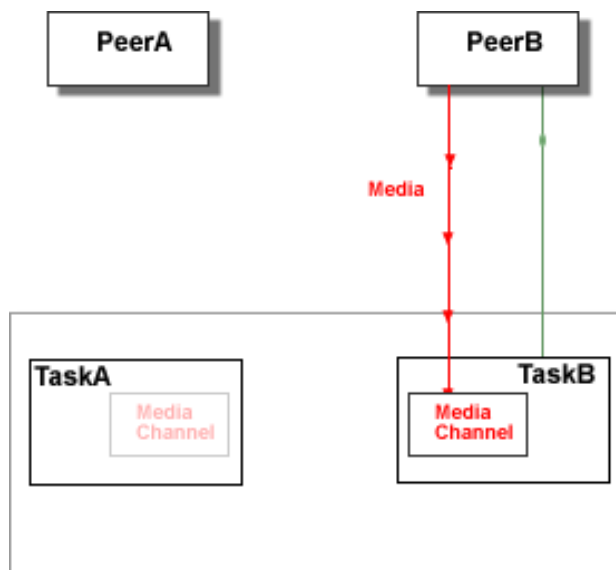 PeerA
PeerB
Media
TaskA
TaskB
Media
Channel
Media
Channel